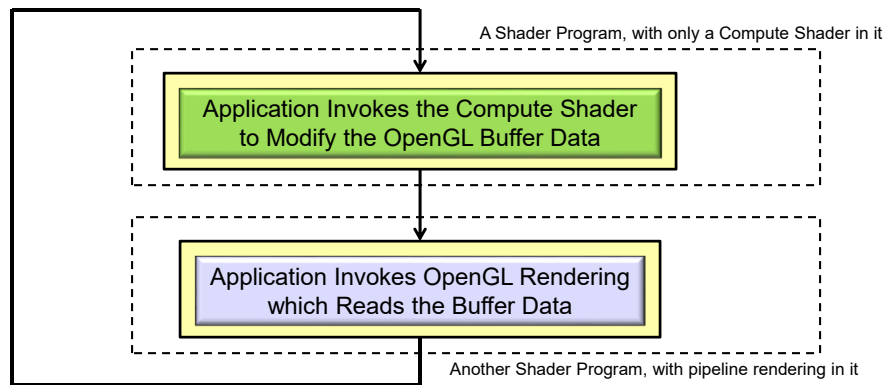 A Shader Program, with only a Compute Shader in it
Application Invokes the Compute Shader
to Modify the OpenGL Buffer Data
Application Invokes OpenGL Rendering
which Reads the Buffer Data
Another Shader Program, with pipeline rendering in it